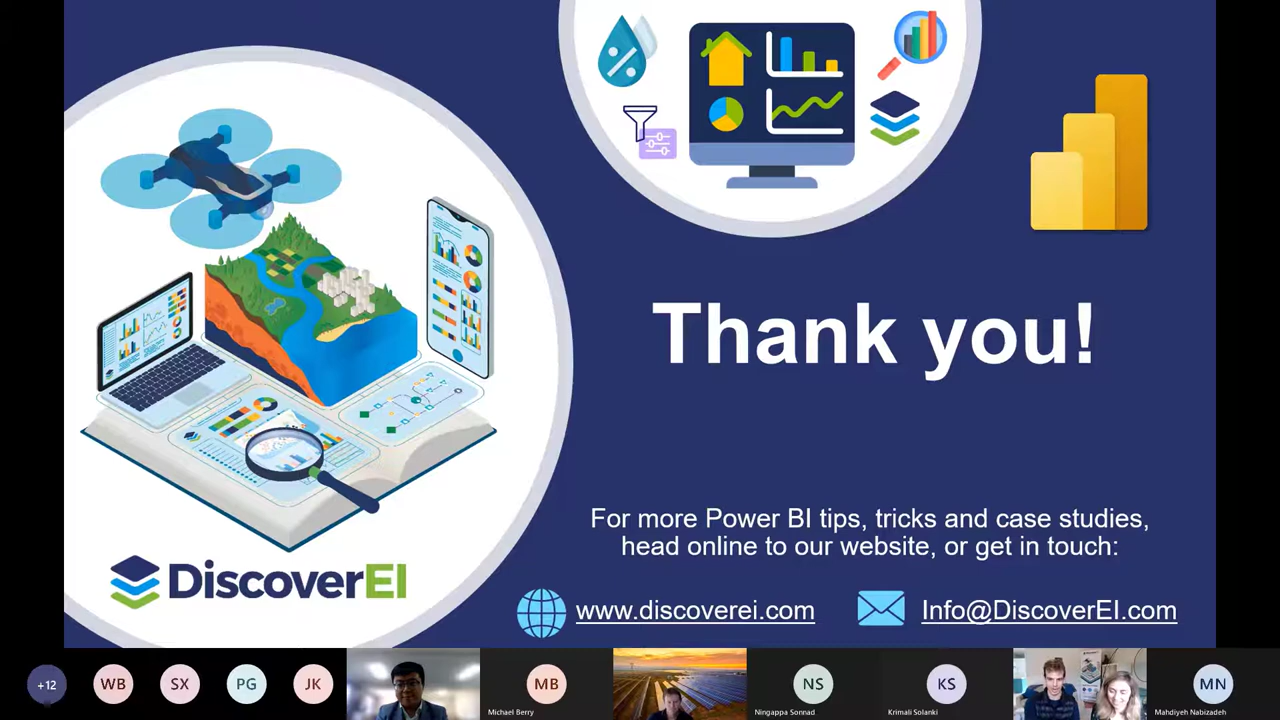 Thank you!
For more Power BI tips, tricks and case studies,
head online to our website, or get in touch:
www.discoverei.com
Info@DiscoverEI.com
DiscoverEI
+12
WB
SX
PG
JK
MB
Michael Berry
NS
Ningappa Sonnad
KS
Krimali Solanki
MN
Mahdiyeh Nabizadeh